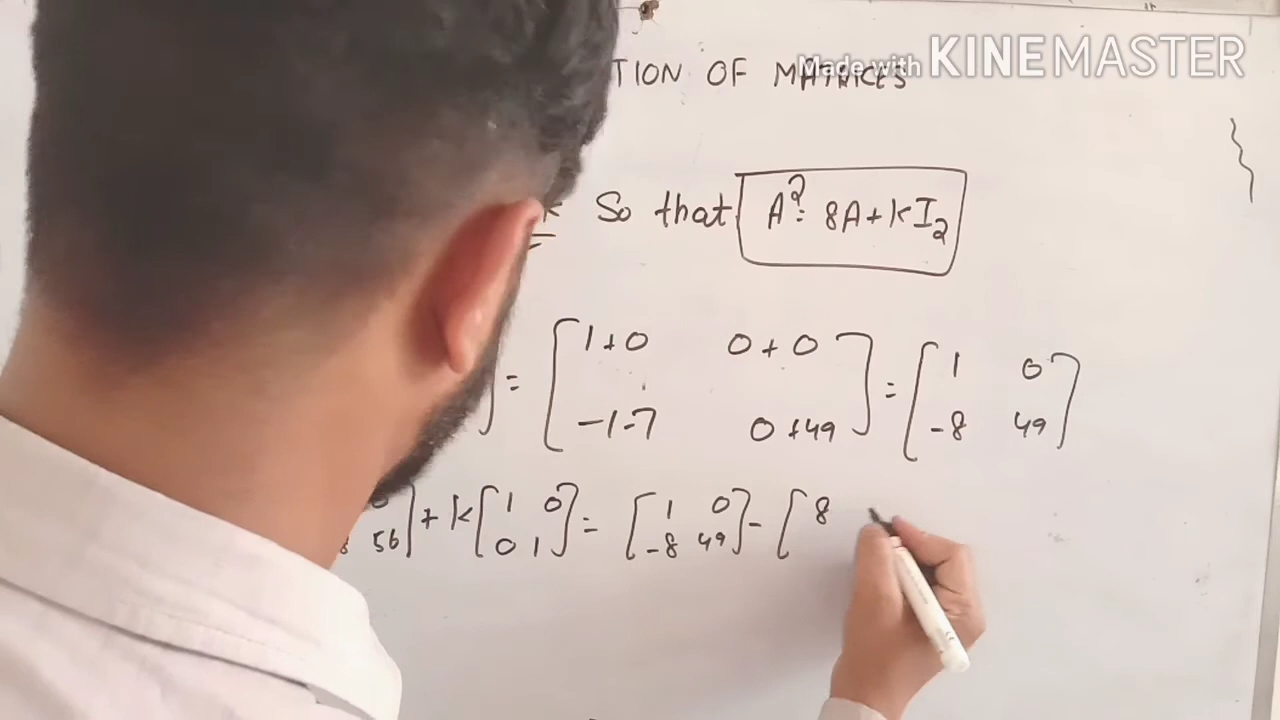 Made with KINEMASTER
TION OF MATRICES
So that A² = 8A + kI₂
= [1+0 0+0] = [1 0]
[-1-7 0+49] [-8 49]
+ k [1 0] = [1 0] - [8
56] [0 1] [-8 49]